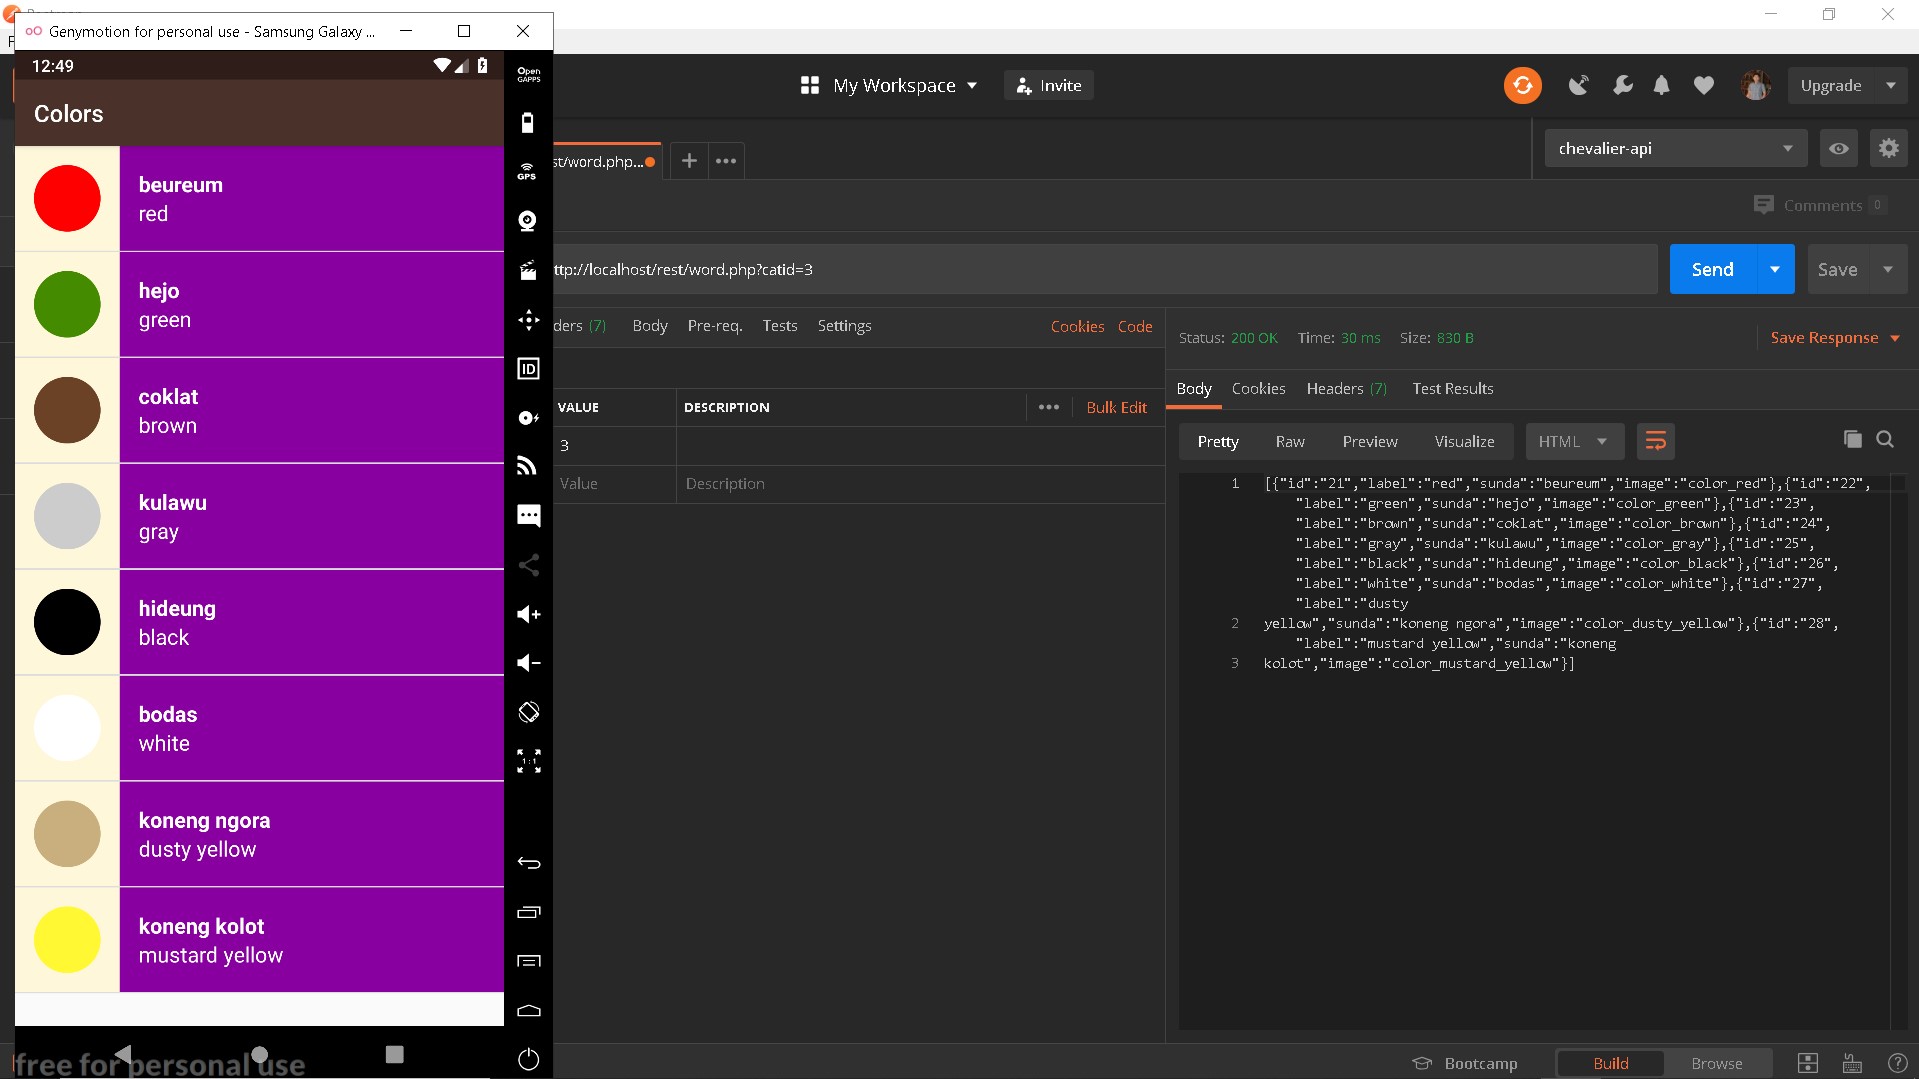 Genymotion for personal use - Samsung Galaxy ...
12:49
Colors
beureum
red
hejo
green
coklat
brown
kulawu
gray
hideung
black
bodas
white
koneng ngora
dusty yellow
koneng kolot
mustard yellow
free for personal use
Open
GAPPS
GPS
ID
1:1
My Workspace
Invite
Upgrade
st/word.php...
chevalier-api
Comments 0
ttp://localhost/rest/word.php?catid=3
Send
Save
ders (7) Body Pre-req. Tests Settings Cookies Code
VALUE DESCRIPTION Bulk Edit
3
Value Description
Status: 200 OK Time: 30 ms Size: 830 B Save Response
Body Cookies Headers (7) Test Results
Pretty Raw Preview Visualize HTML
1 [{"id":"21","label":"red","sunda":"beureum","image":"color_red"},{"id":"22",
"label":"green","sunda":"hejo","image":"color_green"},{"id":"23",
"label":"brown","sunda":"coklat","image":"color_brown"},{"id":"24",
"label":"gray","sunda":"kulawu","image":"color_gray"},{"id":"25",
"label":"black","sunda":"hideung","image":"color_black"},{"id":"26",
"label":"white","sunda":"bodas","image":"color_white"},{"id":"27",
"label":"dusty
2 yellow","sunda":"koneng ngora","image":"color_dusty_yellow"},{"id":"28",
"label":"mustard yellow","sunda":"koneng
3 kolot","image":"color_mustard_yellow"}]
Bootcamp Build Browse